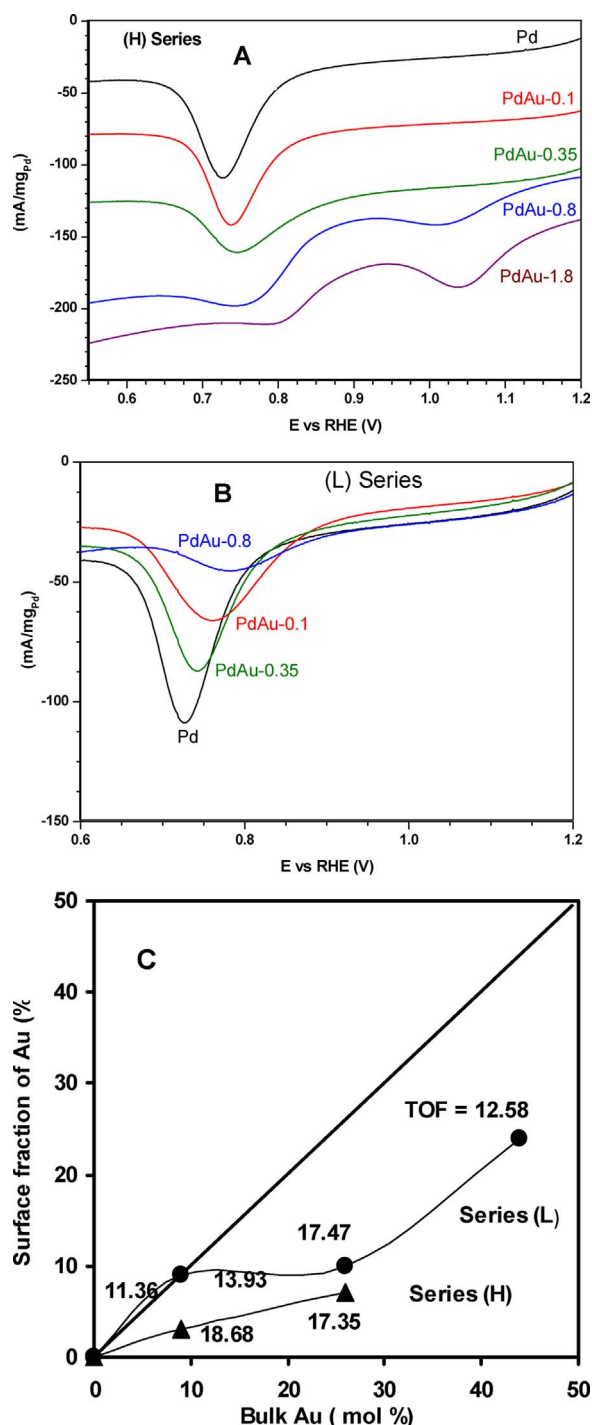 (H) Series
A
Pd
PdAu-0.1
PdAu-0.35
PdAu-0.8
PdAu-1.8
0
-50
-100
-150
-200
-250
(mA/mgPd)
0.6 0.7 0.8 0.9 1.0 1.1 1.2
E vs RHE (V)
B
(L) Series
PdAu-0.8
PdAu-0.1
PdAu-0.35
Pd
0
-50
-100
-150
(mA/mgPd)
0.6 0.8 1.0 1.2
E vs RHE (V)
C
50
40
30
20
10
0
Surface fraction of Au (%
TOF = 12.58
17.47
Series (L)
11.36 13.93
Series (H)
18.68 17.35
0 10 20 30 40 50
Bulk Au ( mol %)